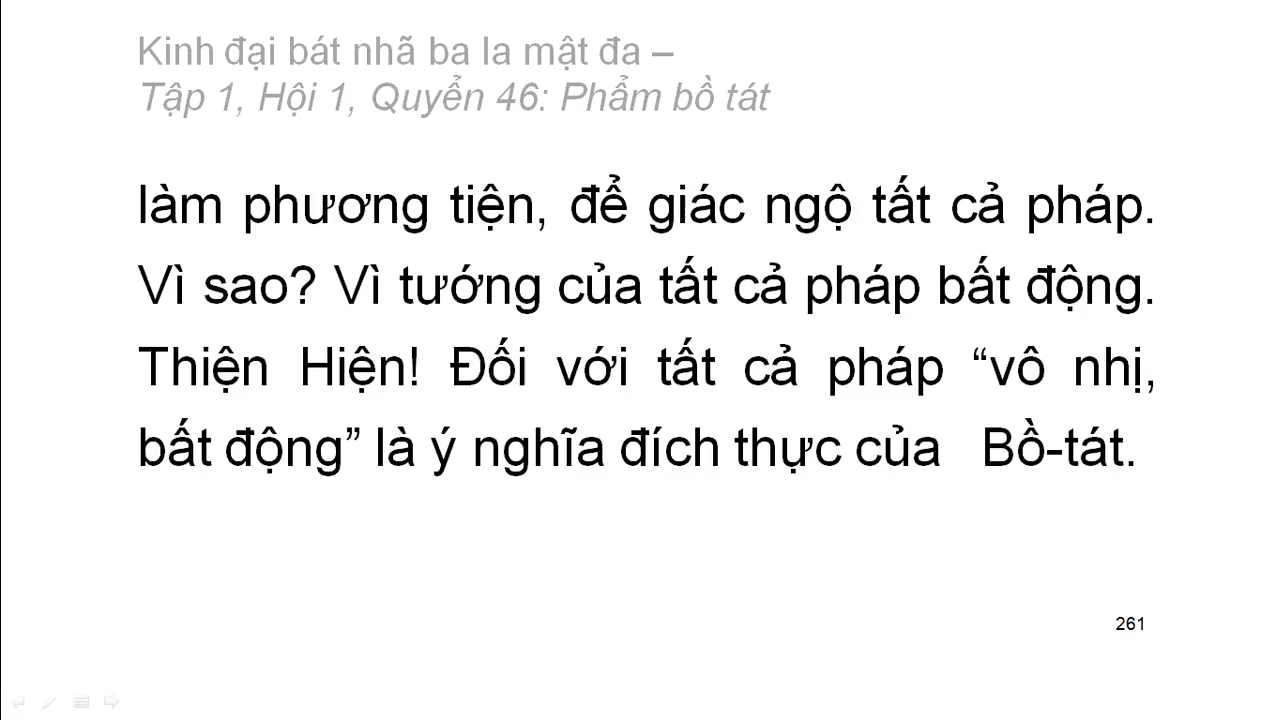 Kinh đại bát nhã ba la mật đa –
Tập 1, Hội 1, Quyển 46: Phẩm bồ tát
làm phương tiện, để giác ngộ tất cả pháp.
Vì sao? Vì tướng của tất cả pháp bất động.
Thiện Hiện! Đối với tất cả pháp “vô nhị,
bất động” là ý nghĩa đích thực của Bồ-tát.
261